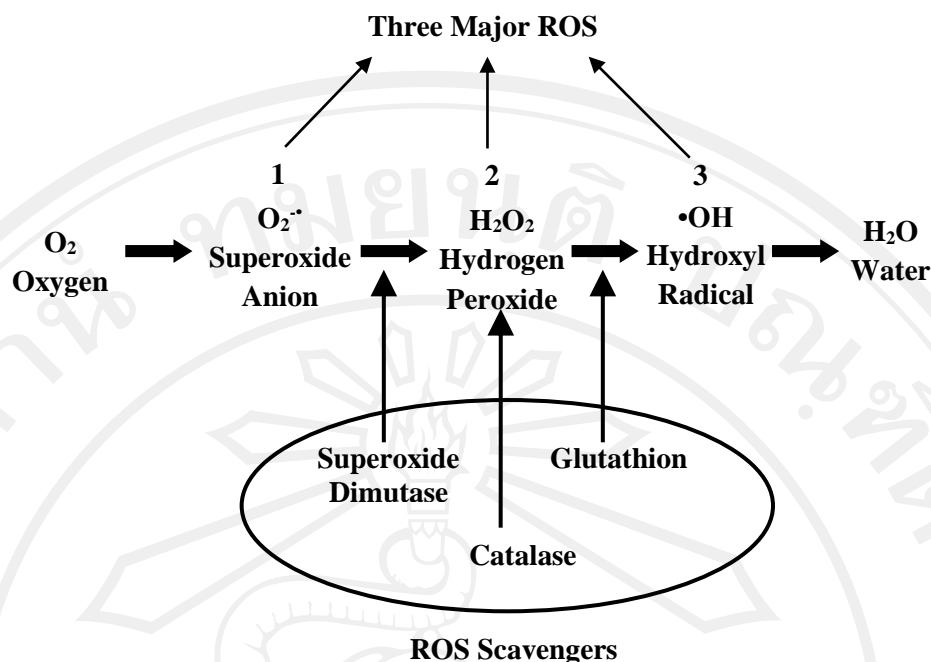 Three Major ROS
1
2
3
O₂⁻•
H₂O₂
•OH
O₂
Oxygen
Superoxide
Anion
Hydrogen
Peroxide
Hydroxyl
Radical
H₂O
Water
Superoxide
Dimutase
Glutathion
Catalase
ROS Scavengers